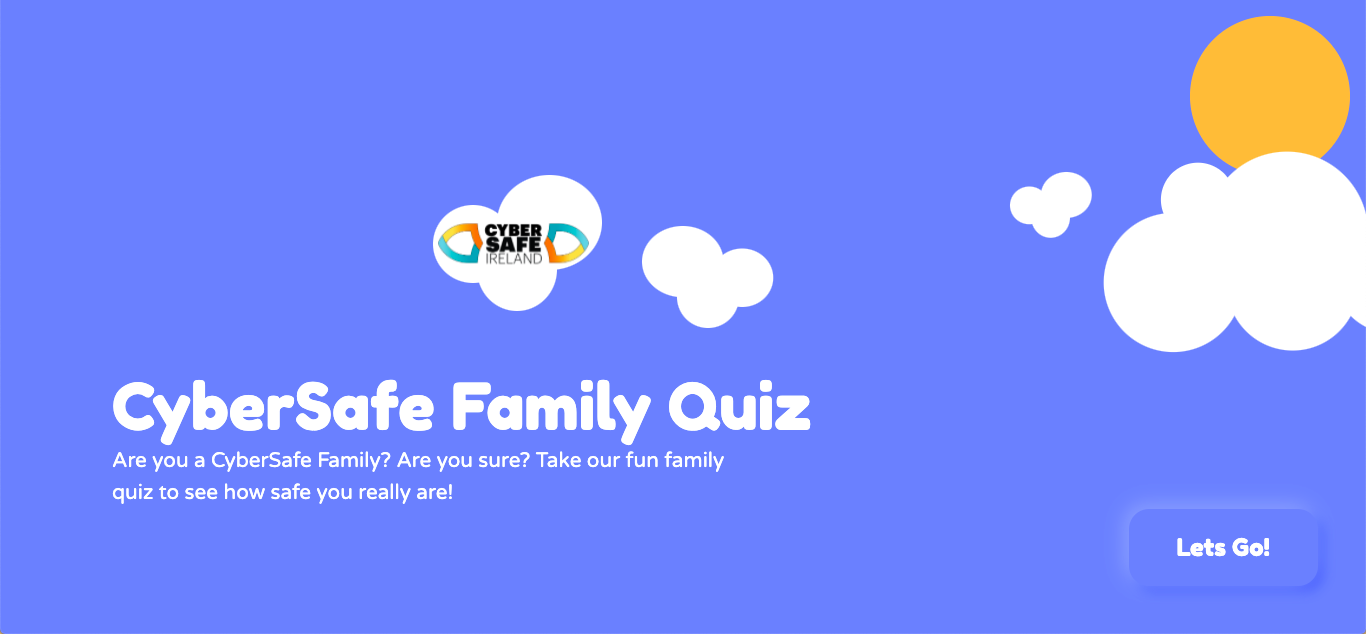 CYBER
SAFE
IRELAND
CyberSafe Family Quiz
Are you a CyberSafe Family? Are you sure? Take our fun family
quiz to see how safe you really are!
Lets Go!